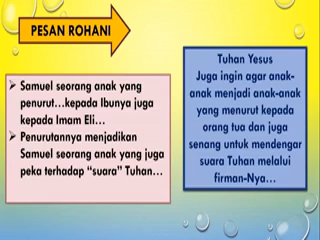 PESAN ROHANI
➢ Samuel seorang anak yang
penurut...kepada Ibunya juga
kepada Imam Eli...
➢ Penurutannya menjadikan
Samuel seorang anak yang juga
peka terhadap “suara” Tuhan...
Tuhan Yesus
Juga ingin agar anak-
anak menjadi anak-anak
yang menurut kepada
orang tua dan juga
senang untuk mendengar
suara Tuhan melalui
firman-Nya...